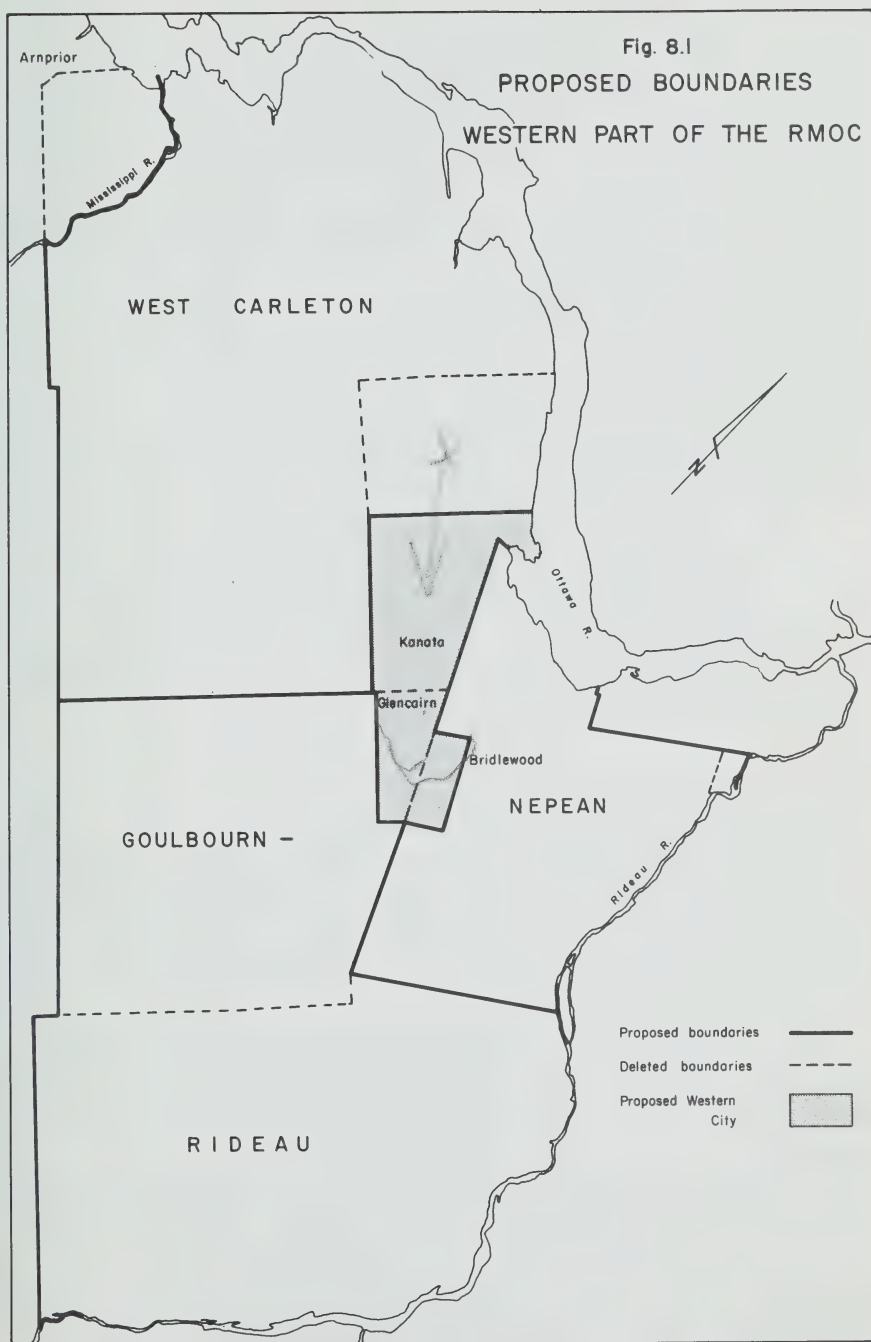 Fig. 8.1
PROPOSED BOUNDARIES
WESTERN PART OF THE RMOC
Arnprior
Mississippi R.
WEST CARLETON
N
Ottawa R.
Kanata
Glencairn
Bridlewood
NEPEAN
GOULBOURN –
Rideau R.
Proposed boundaries
Deleted boundaries
Proposed Western
City
RIDEAU